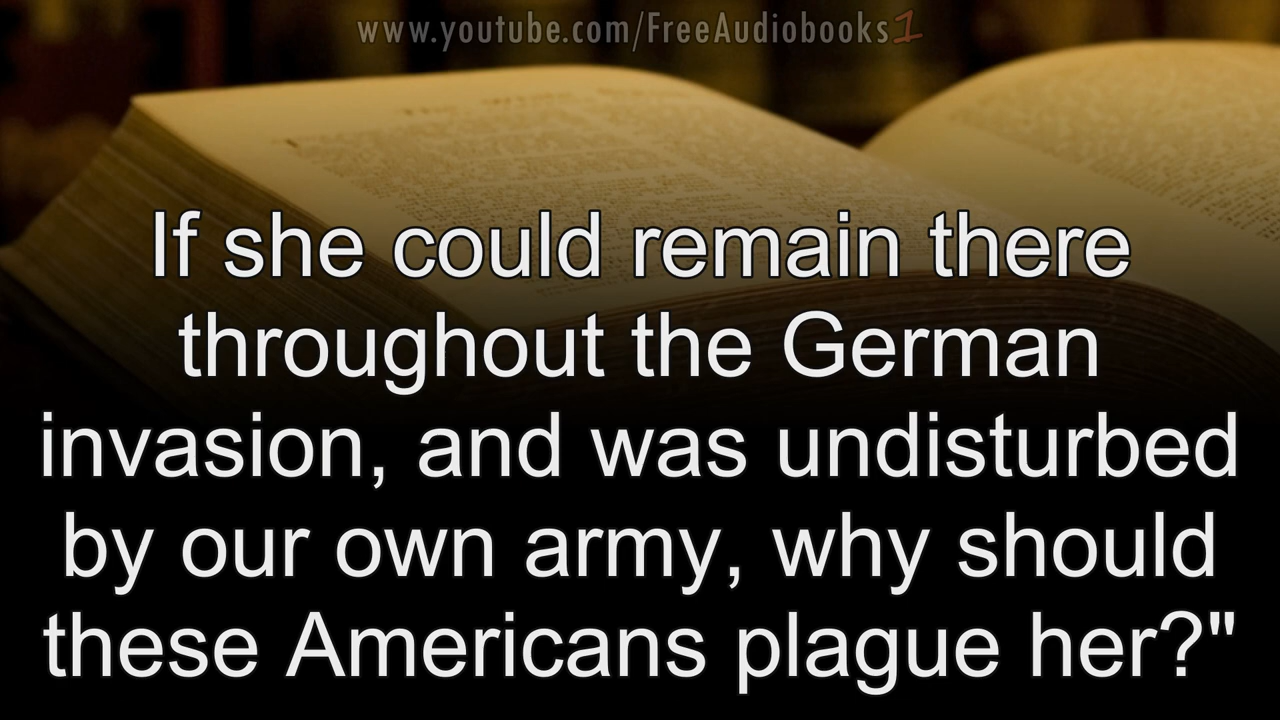 www.youtube.com/FreeAudiobooks1
If she could remain there
throughout the German
invasion, and was undisturbed
by our own army, why should
these Americans plague her?"